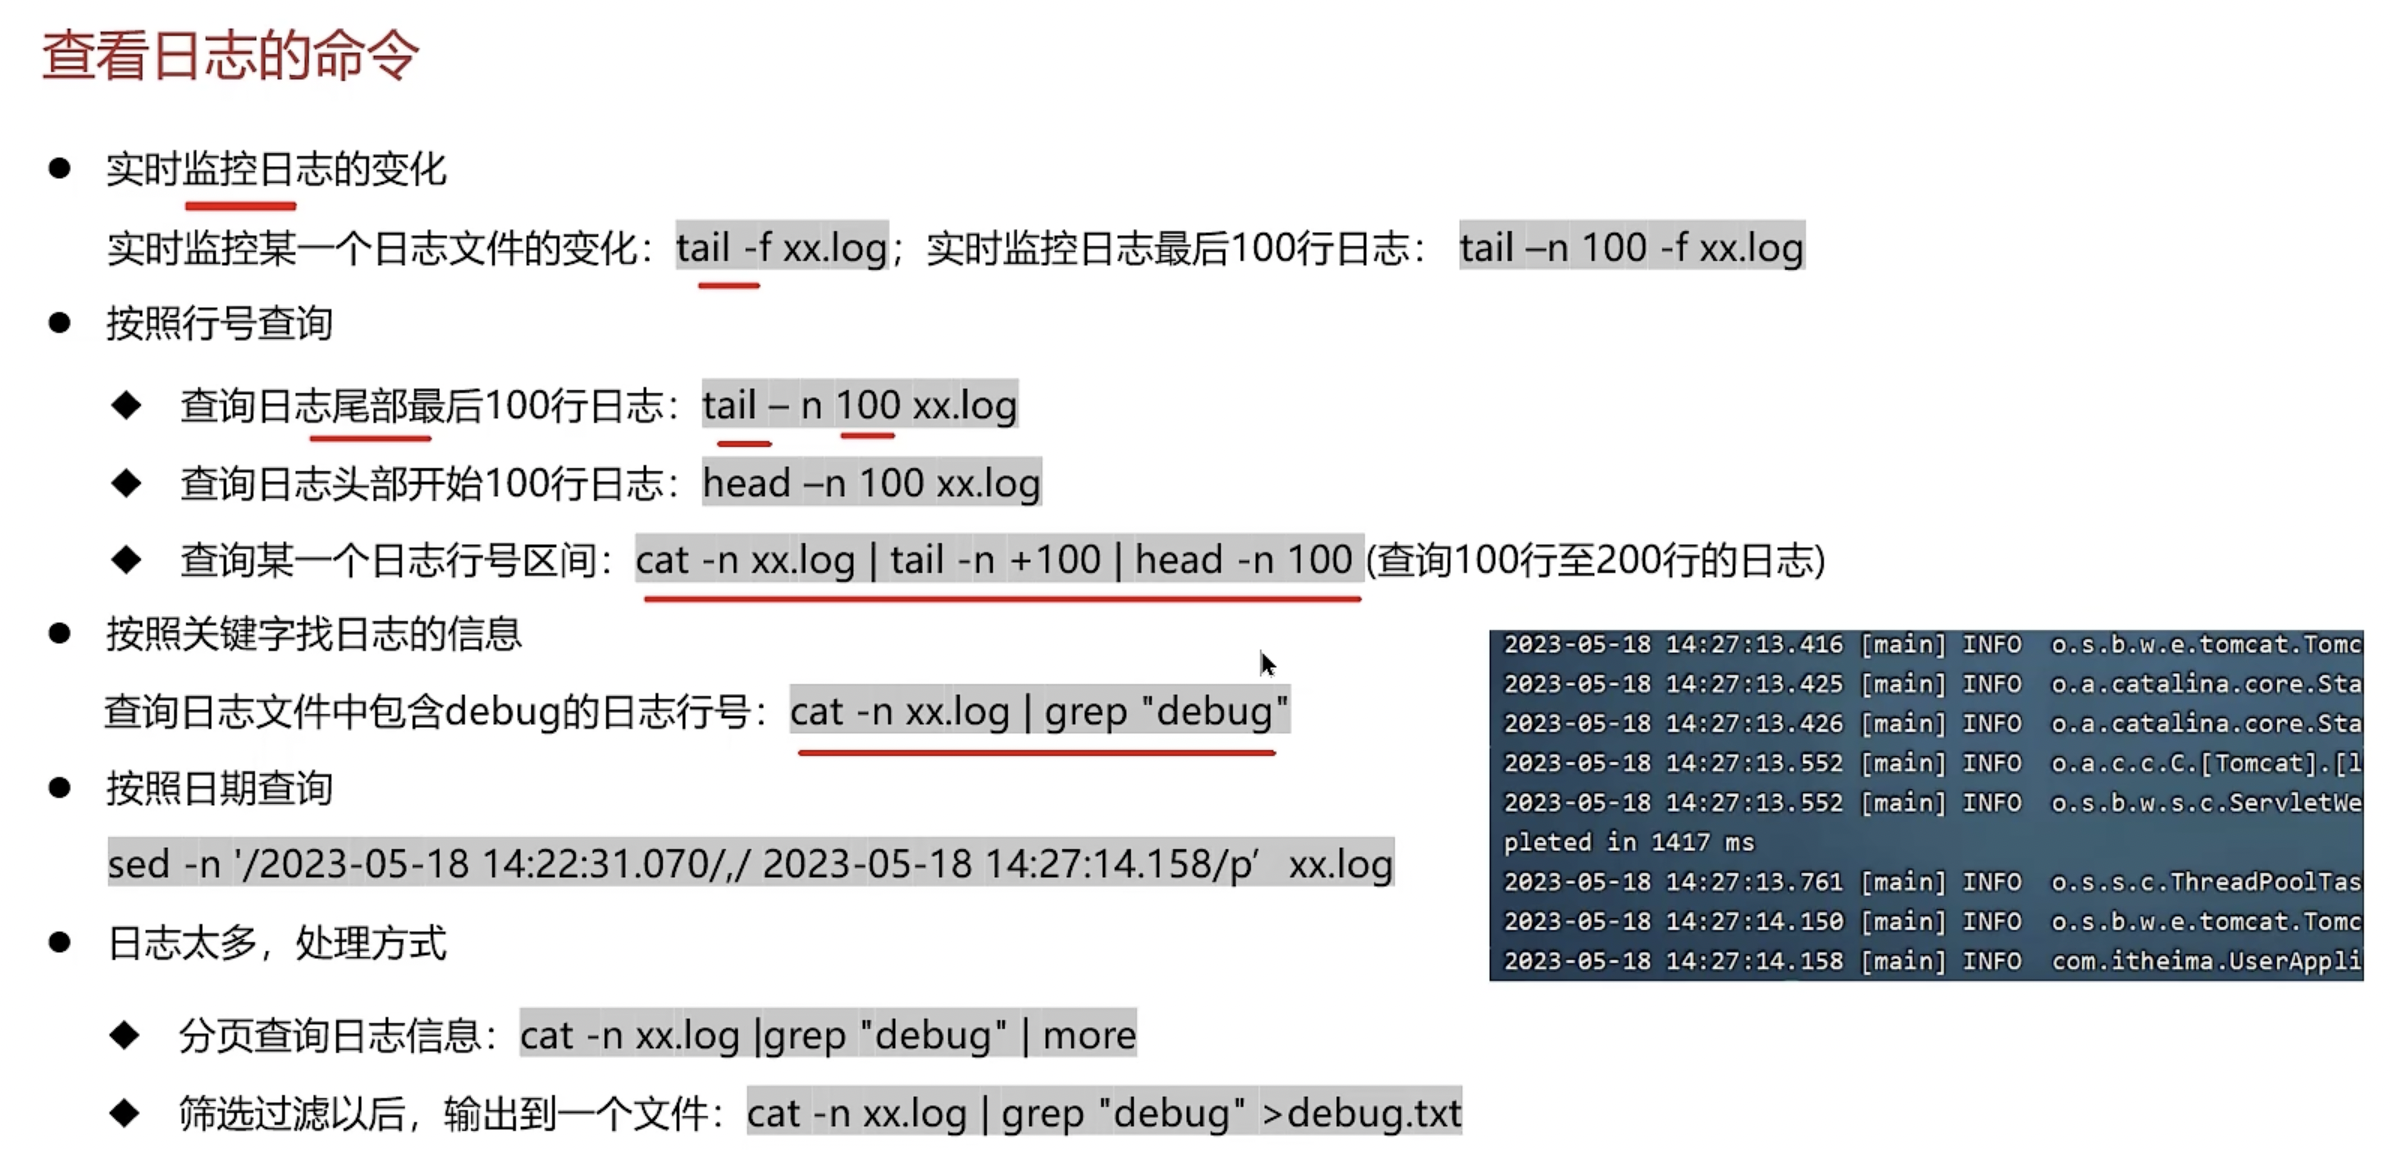 查看日志的命令
● 实时监控日志的变化
实时监控某一个日志文件的变化：tail -f xx.log；实时监控日志最后100行日志： tail –n 100 -f xx.log
● 按照行号查询
◆ 查询日志尾部最后100行日志：tail – n 100 xx.log
◆ 查询日志头部开始100行日志：head –n 100 xx.log
◆ 查询某一个日志行号区间：cat -n xx.log | tail -n +100 | head -n 100 (查询100行至200行的日志)
● 按照关键字找日志的信息
查询日志文件中包含debug的日志行号：cat -n xx.log | grep "debug"
● 按照日期查询
sed -n '/2023-05-18 14:22:31.070/,/ 2023-05-18 14:27:14.158/p’ xx.log
● 日志太多，处理方式
◆ 分页查询日志信息：cat -n xx.log |grep "debug" | more
◆ 筛选过滤以后，输出到一个文件：cat -n xx.log | grep "debug" >debug.txt
2023-05-18 14:27:13.416 [main] INFO o.s.b.w.e.tomcat.Tomc
2023-05-18 14:27:13.425 [main] INFO o.a.catalina.core.Sta
2023-05-18 14:27:13.426 [main] INFO o.a.catalina.core.Sta
2023-05-18 14:27:13.552 [main] INFO o.a.c.c.C.[Tomcat].[l
2023-05-18 14:27:13.552 [main] INFO o.s.b.w.s.c.ServletWe
pleted in 1417 ms
2023-05-18 14:27:13.761 [main] INFO o.s.s.c.ThreadPoolTas
2023-05-18 14:27:14.150 [main] INFO o.s.b.w.e.tomcat.Tomc
2023-05-18 14:27:14.158 [main] INFO com.itheima.UserAppli